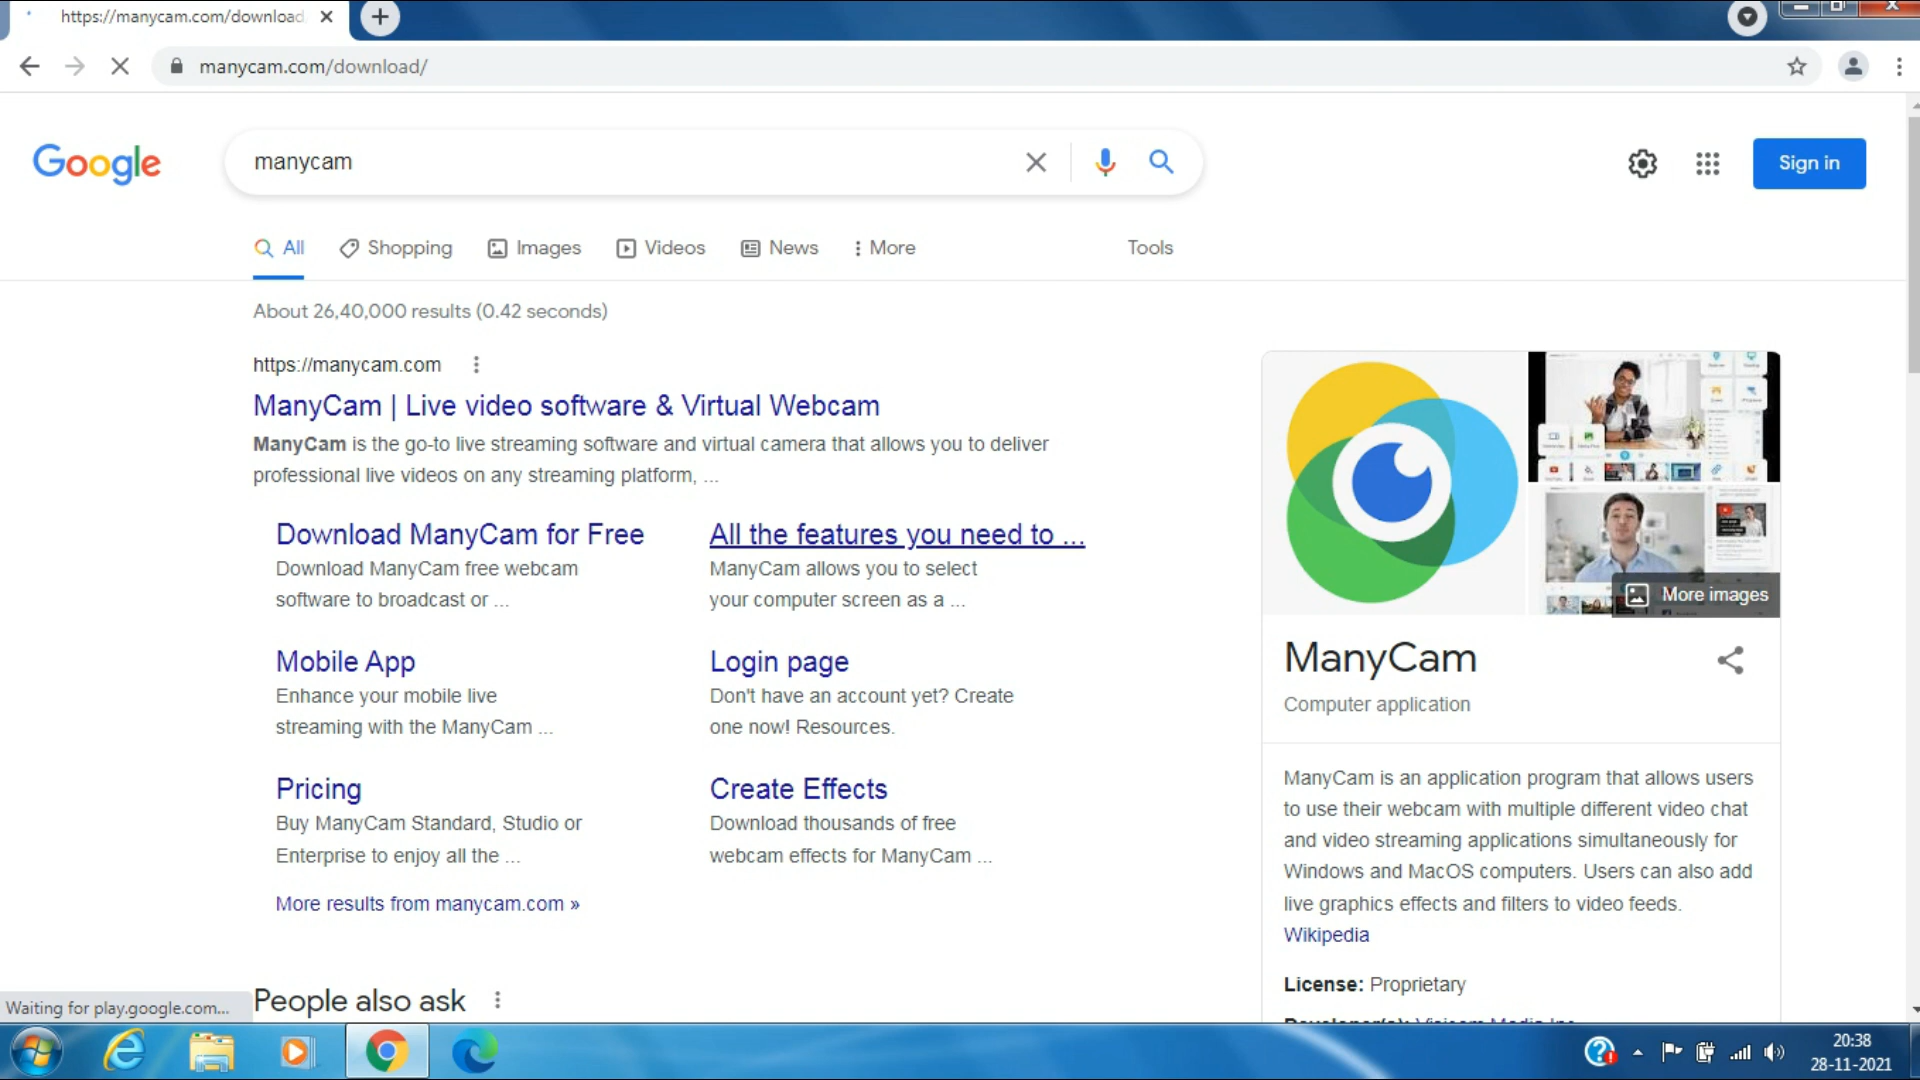 https://manycam.com/download
manycam.com/download/
Google
manycam
Sign in
All
Shopping
Images
Videos
News
More
Tools
About 26,40,000 results (0.42 seconds)
https://manycam.com
ManyCam | Live video software & Virtual Webcam
ManyCam is the go-to live streaming software and virtual camera that allows you to deliver
professional live videos on any streaming platform, ...
Download ManyCam for Free
Download ManyCam free webcam
software to broadcast or ...
All the features you need to ...
ManyCam allows you to select
your computer screen as a ...
Mobile App
Enhance your mobile live
streaming with the ManyCam ...
Login page
Don't have an account yet? Create
one now! Resources.
Pricing
Buy ManyCam Standard, Studio or
Enterprise to enjoy all the ...
Create Effects
Download thousands of free
webcam effects for ManyCam ...
More results from manycam.com »
People also ask
More images
ManyCam
Computer application
ManyCam is an application program that allows users
to use their webcam with multiple different video chat
and video streaming applications simultaneously for
Windows and MacOS computers. Users can also add
live graphics effects and filters to video feeds.
Wikipedia
License: Proprietary
Waiting for play.google.com...
20:38
28-11-2021